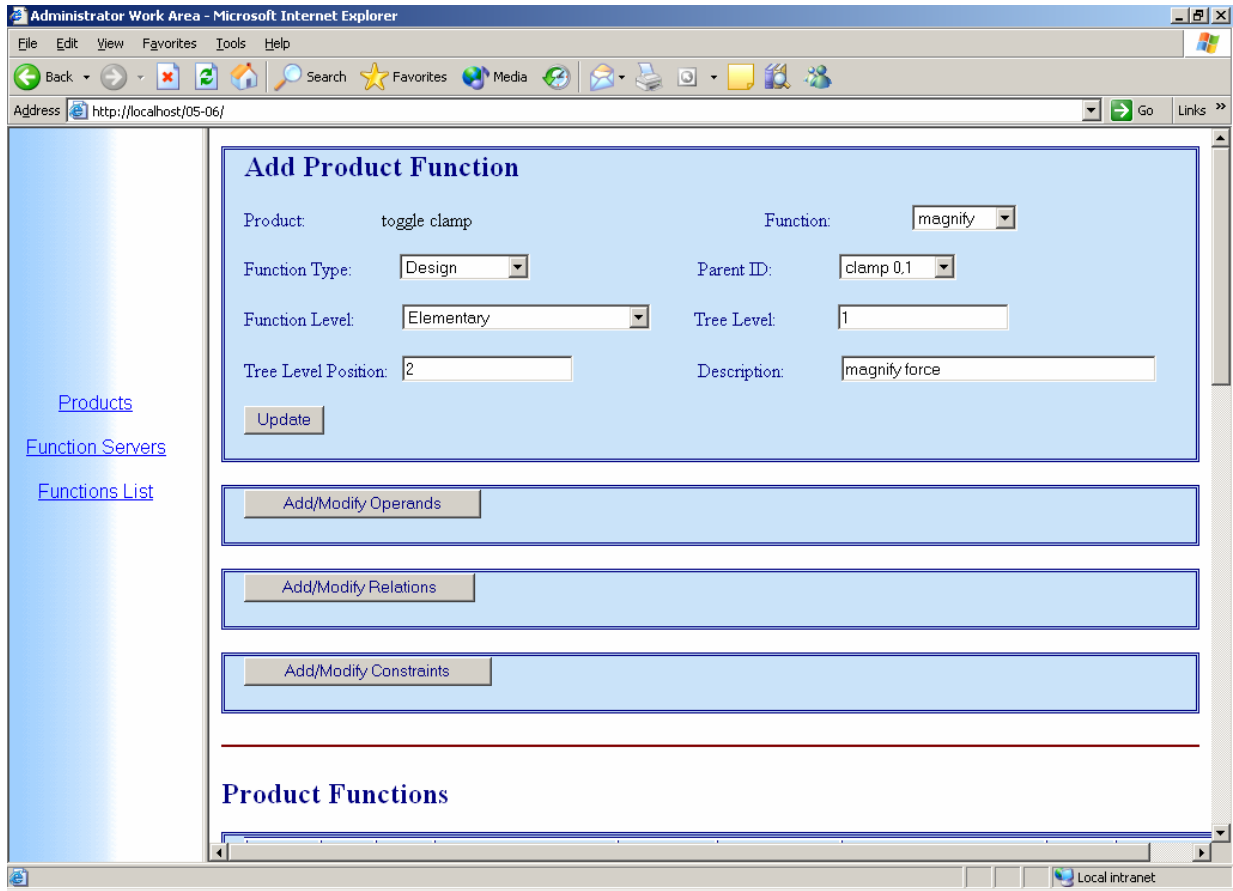 Administrator Work Area - Microsoft Internet Explorer
File Edit View Favorites Tools Help
Back Search Favorites Media
Address http://localhost/05-06/ Go Links »
Add Product Function
Product: toggle clamp Function: magnify
Function Type: Design Parent ID: clamp 0,1
Function Level: Elementary Tree Level: 1
Tree Level Position: 2 Description: magnify force
Update
Products
Function Servers
Functions List
Add/Modify Operands
Add/Modify Relations
Add/Modify Constraints
Product Functions
Local intranet